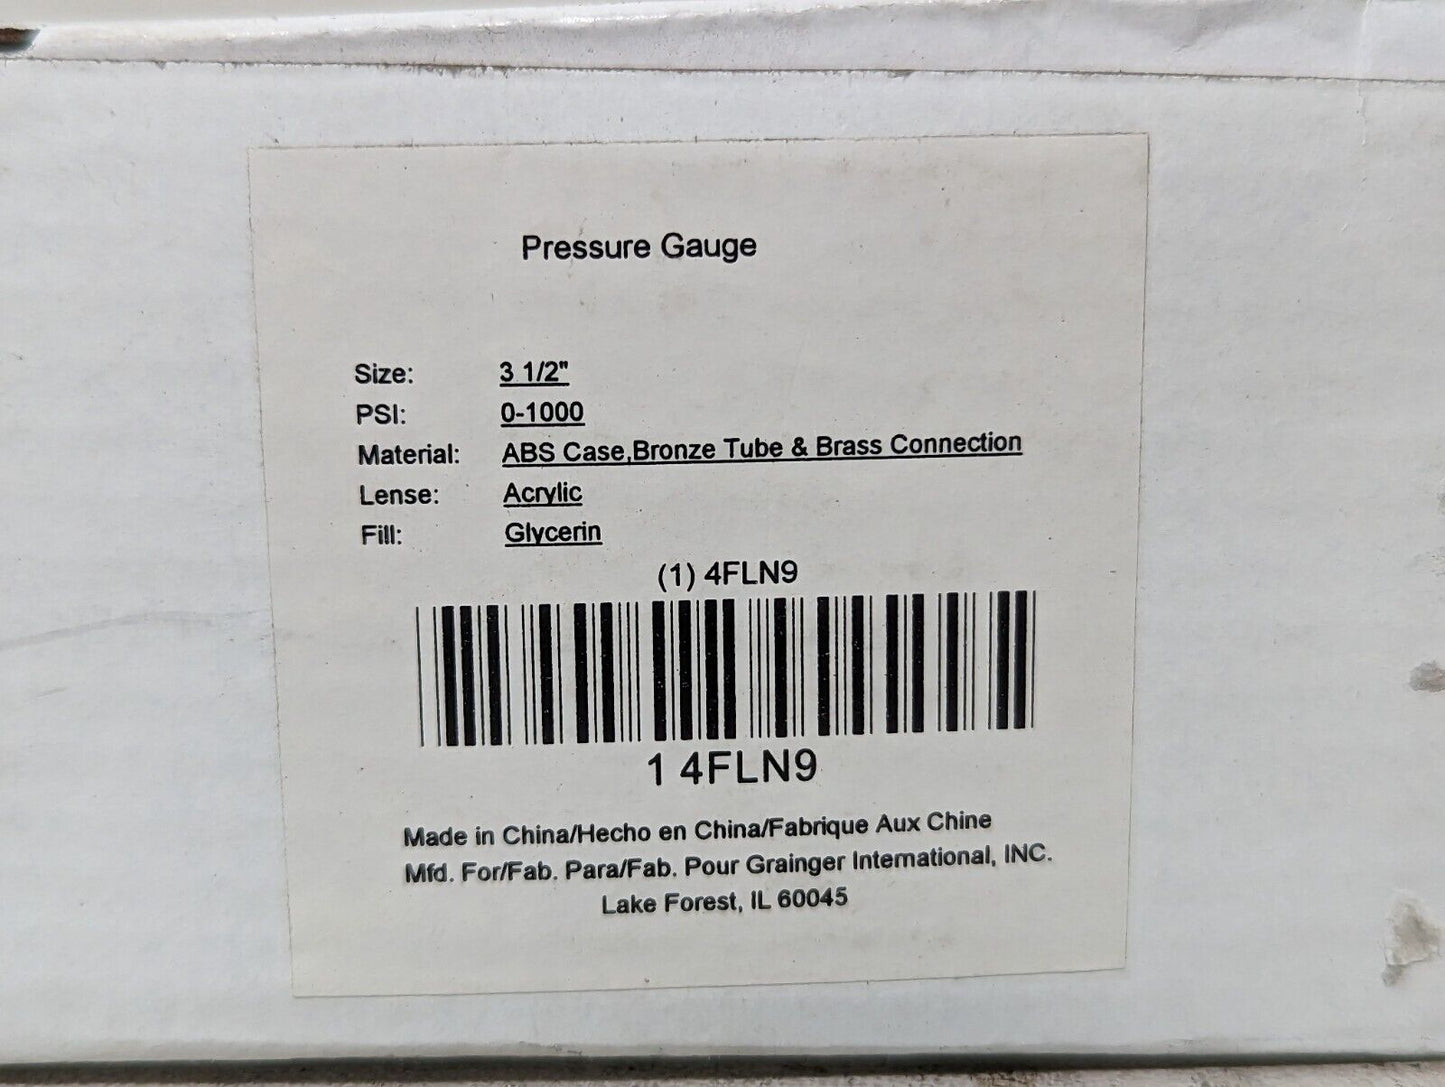 Pressure Gauge
Size: 3 1/2"
PSI: 0-1000
Material: ABS Case,Bronze Tube & Brass Connection
Lense: Acrylic
Fill: Glycerin
(1) 4FLN9
1 4FLN9
Made in China/Hecho en China/Fabrique Aux Chine
Mfd. For/Fab. Para/Fab. Pour Grainger International, INC.
Lake Forest, IL 60045